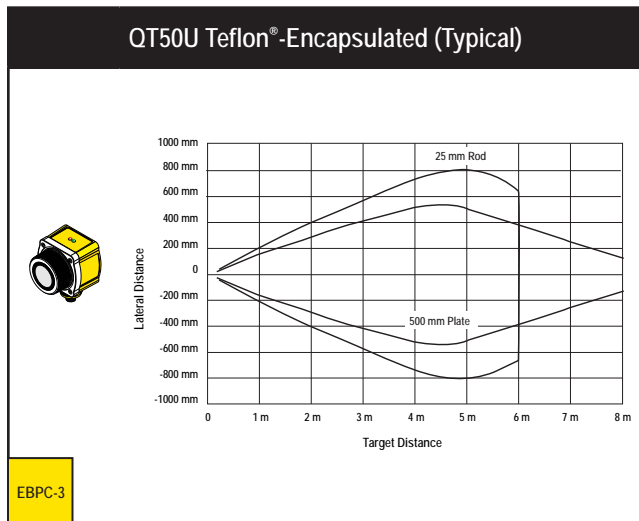 QT50U Teflon®-Encapsulated (Typical)
1000 mm
800 mm
600 mm
400 mm
200 mm
0
-200 mm
-400 mm
-600 mm
-800 mm
-1000 mm
Lateral Distance
25 mm Rod
500 mm Plate
0 1 m 2 m 3 m 4 m 5 m 6 m 7 m 8 m
Target Distance
EBPC-3